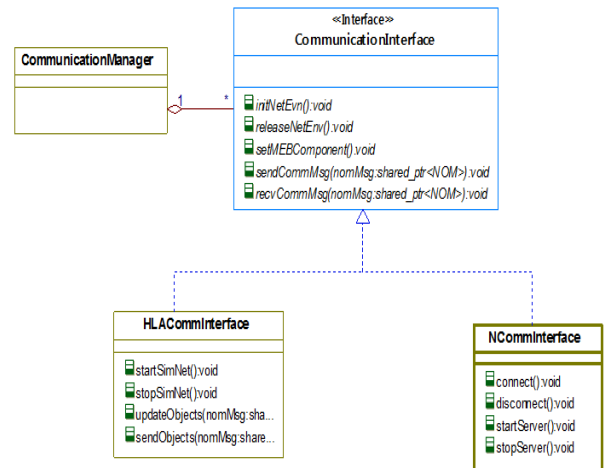 «Interface»
CommunicationInterface
CommunicationManager
1
*
initNetEvn():void
releaseNetEnv():void
setMEBComponent():void
sendCommMsg(nomMsg:shared_ptr<NOM>):void
recvCommMsg(nomMsg:shared_ptr<NOM>):void
HLACommInterface
startSimNet():void
stopSimNet():void
updateObjects(nomMsg:sha...
sendObjects(nomMsg:share...
NCommInterface
connect():void
disconnect():void
startServer():void
stopServer():void